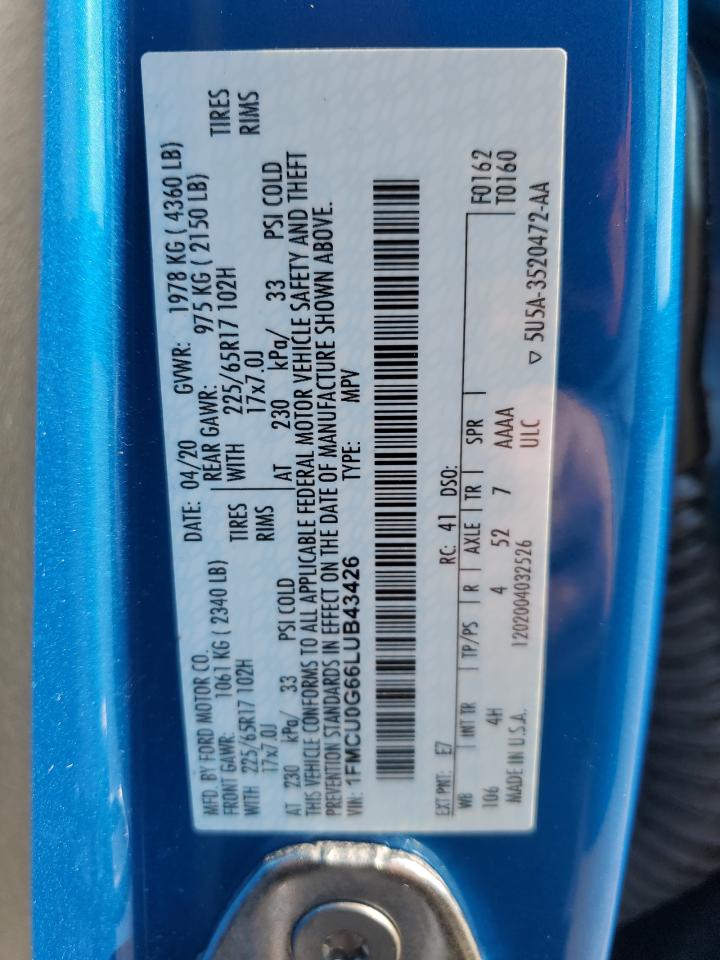 MFD. BY FORD MOTOR CO. DATE: 04/20 GVWR: 1978 KG ( 4360 LB)
FRONT GAWR: 1061 KG ( 2340 LB) REAR GAWR: 975 KG ( 2150 LB)
WITH 225/65R17 102H TIRES WITH 225/65R17 102H TIRES
17x7.0J RIMS 17x7.0J RIMS
AT 230 kPa/ 33 PSI COLD AT 230 kPa/ 33 PSI COLD
THIS VEHICLE CONFORMS TO ALL APPLICABLE FEDERAL MOTOR VEHICLE SAFETY AND THEFT
PREVENTION STANDARDS IN EFFECT ON THE DATE OF MANUFACTURE SHOWN ABOVE.
VIN: 1FMCU0G66LUB43426 TYPE: MPV
EXT PNT: E7 RC: 41 DSO: F0162
WB INT TR TP/PS R AXLE TR SPR T0160
106 4H 4 52 7 AAAA
MADE IN U.S.A. 1202004032526 ULC ▽ 5U5A-3520472-AA